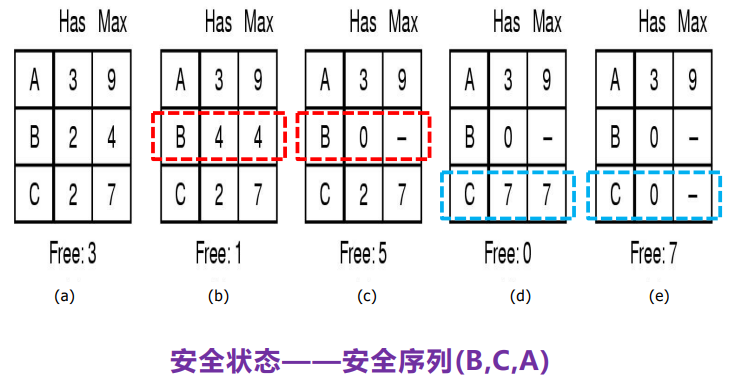 Has Max Has Max Has Max Has Max Has Max
A 3 9 A 3 9 A 3 9 A 3 9 A 3 9
B 2 4 B 4 4 B 0 – B 0 – B 0 –
C 2 7 C 2 7 C 2 7 C 7 7 C 0 –
Free: 3 Free: 1 Free: 5 Free: 0 Free: 7
(a) (b) (c) (d) (e)
安全状态——安全序列(B,C,A)